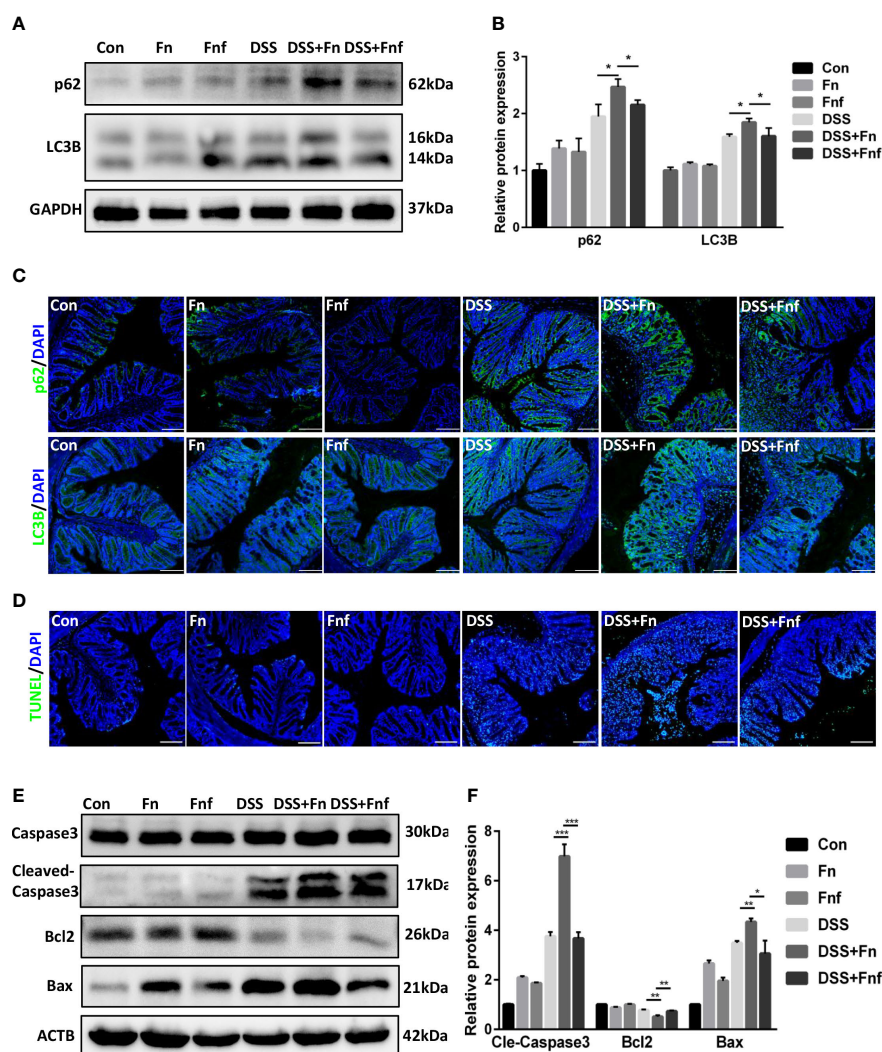 A
Con Fn Fnf DSS DSS+Fn DSS+Fnf
p62 62kDa
LC3B 16kDa
14kDa
GAPDH 37kDa
B
Relative protein expression
3
2
1
0
* * * *
p62 LC3B
Con
Fn
Fnf
DSS
DSS+Fn
DSS+Fnf
C
p62/DAPI
Con Fn Fnf DSS DSS+Fn DSS+Fnf
LC3B/DAPI
Con Fn Fnf DSS DSS+Fn DSS+Fnf
D
TUNEL/DAPI
Con Fn Fnf DSS DSS+Fn DSS+Fnf
E
Con Fn Fnf DSS DSS+Fn DSS+Fnf
Caspase3 30kDa
Cleaved-
Caspase3 17kDa
Bcl2 26kDa
Bax 21kDa
ACTB 42kDa
F
Relative protein expression
8
6
4
2
0
*** *** ** ** ** *
Cle-Caspase3 Bcl2 Bax
Con
Fn
Fnf
DSS
DSS+Fn
DSS+Fnf